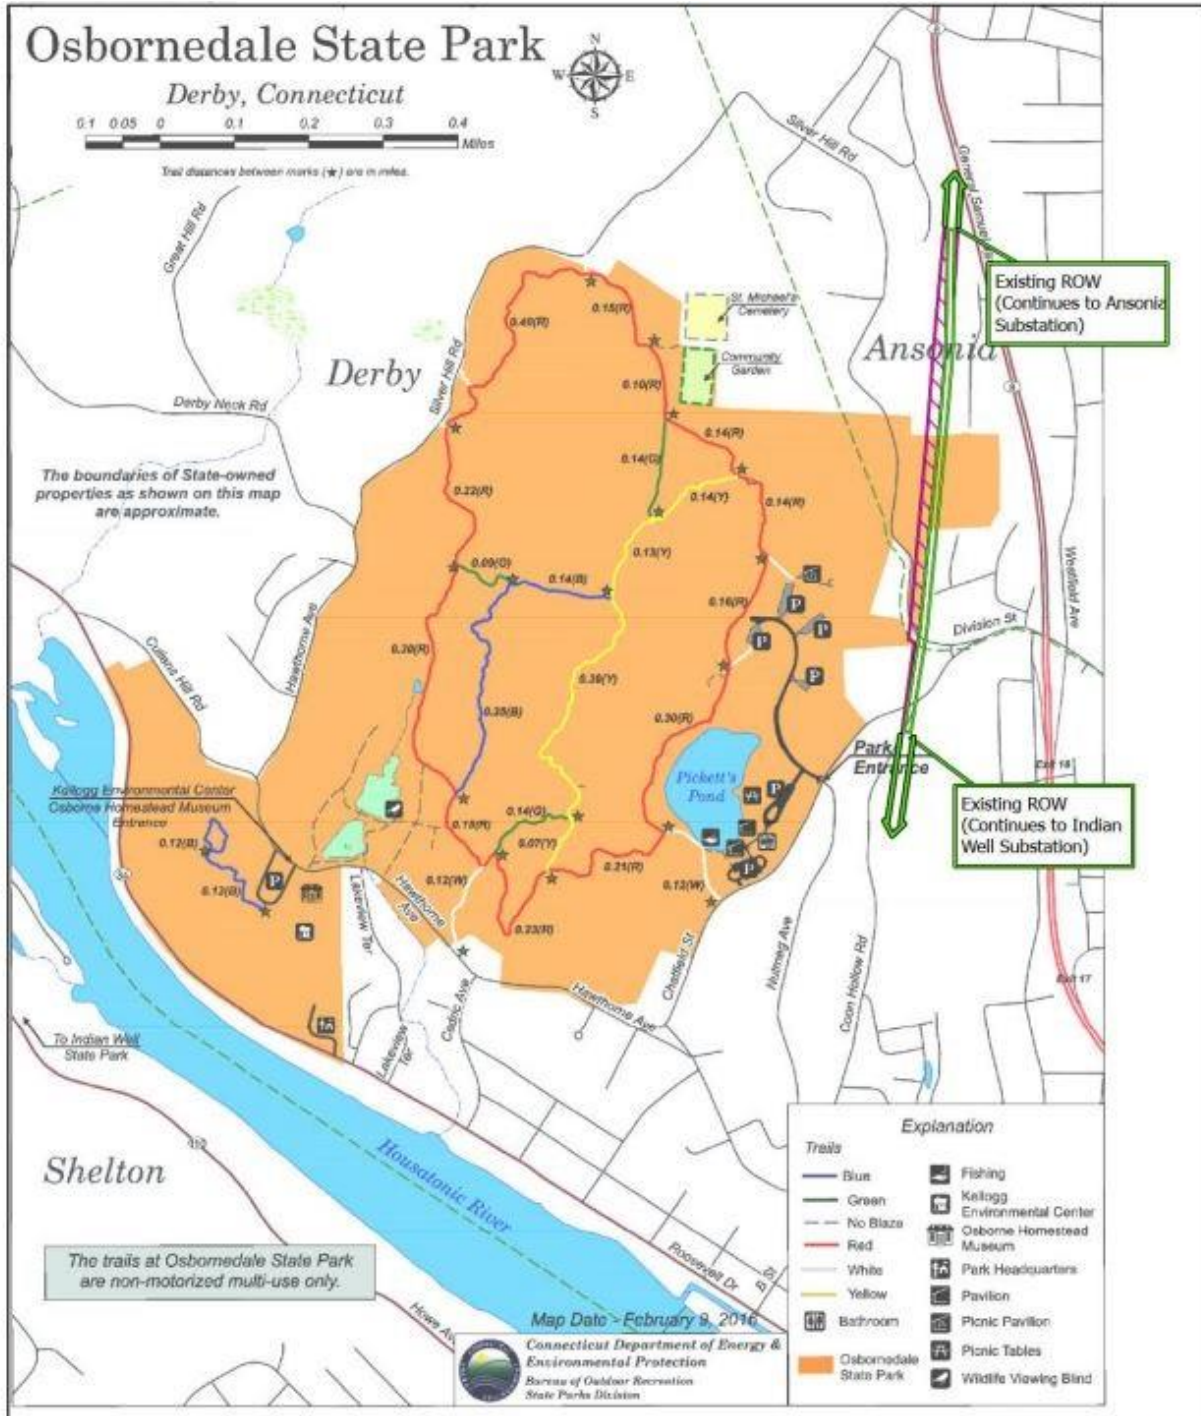 Osbornedale State Park
Derby, Connecticut
N
W
E
S
0.1 0.05 0 0.1 0.2 0.3 0.4
Miles
Trail distances between marks (★) are in miles.
Silver Hill Rd
General Samuel
Great Hill Rd
8
Existing ROW
(Continues to Ansonia
Substation)
0.15(R)
St. Michael's
Cemetery
Ansonia
Derby
Silver Hill Rd
Community
Garden
0.10(R)
Derby Neck Rd
0.14(R)
0.14(G)
The boundaries of State-owned
properties as shown on this map
are approximate.
0.22(R)
0.14(Y)
0.14(R)
0.13(Y)
0.14(B)
0.16(R)
P
P
P
P
Westfield Ave
Division St
Cullens Hill Rd
Hawthorne Ave
0.35(B)
0.30(R)
Park
Entrance
Pickett's
Pond
P
Kellogg Environmental Center
Osborne Homestead Museum
Entrance
Existing ROW
(Continues to Indian
Well Substation)
0.14(G)
0.12(B)
0.07(Y)
0.21(R)
P
P
0.12(W)
0.12(W)
0.23(R)
Lakeview
Ter
Hawthorne
Ave
Chatfield St
Nutmeg Ave
Coon Hollow Rd
Exit 17
Cedric Ave
Hawthorne Ave
Lakeview
Ter
To Indian Well
State Park
110
Shelton
Housatonic River
Roosevelt Dr
B St
Howe Av
The trails at Osbornedale State Park
are non-motorized multi-use only.
Map Date - February 9, 2016
Connecticut Department of Energy &
Environmental Protection
Bureau of Outdoor Recreation
State Parks Division
Explanation
Trails
Blue
Green
No Blaze
Red
White
Yellow
Bathroom
Osbornedale
State Park
Fishing
Kellogg
Environmental Center
Osborne Homestead
Museum
Park Headquarters
Pavilion
Picnic Pavilion
Picnic Tables
Wildlife Viewing Blind